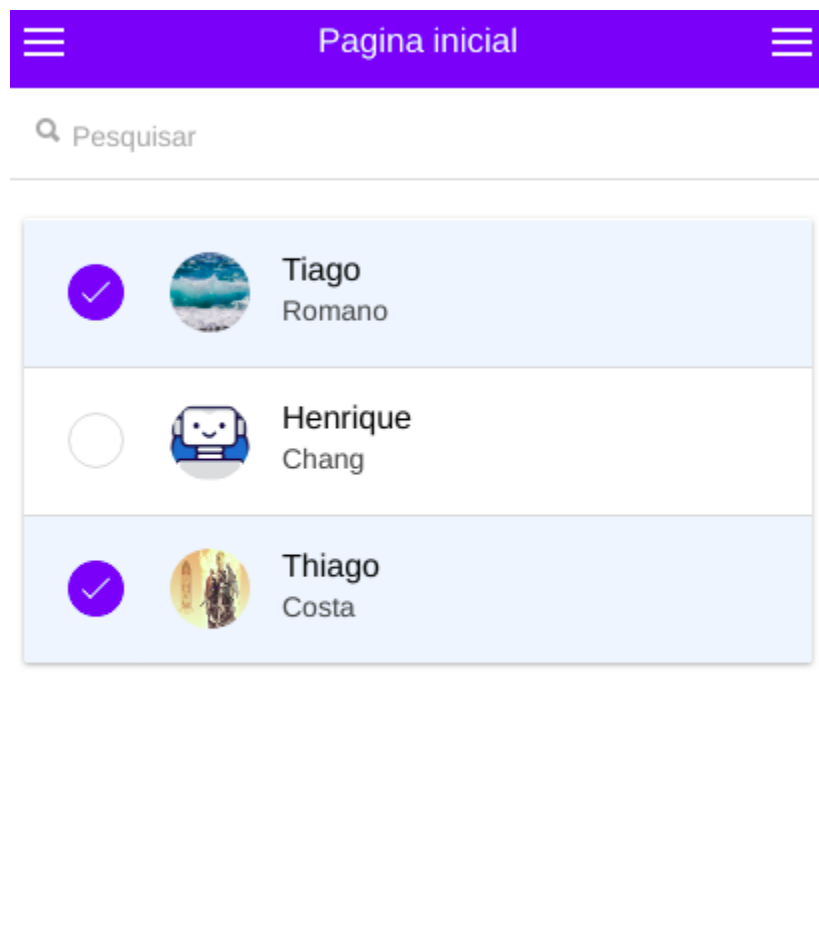 Pagina inicial
Pesquisar
Tiago
Romano
Henrique
Chang
Thiago
Costa